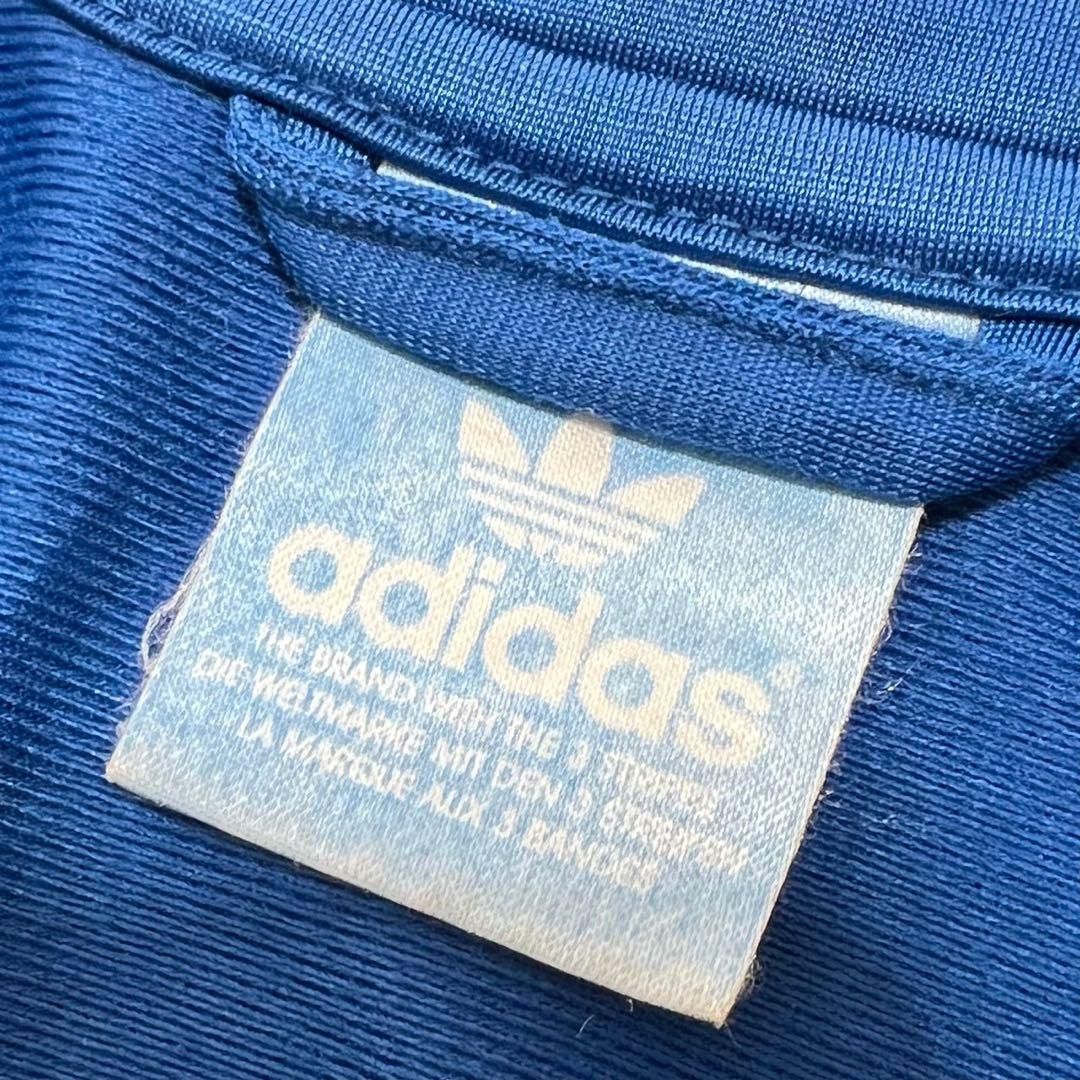 adidas®
THE BRAND WITH THE 3 STRIPES
DIE WELTMARKE MIT DEN 3 STREIFEN
LA MARQUE AUX 3 BANDES